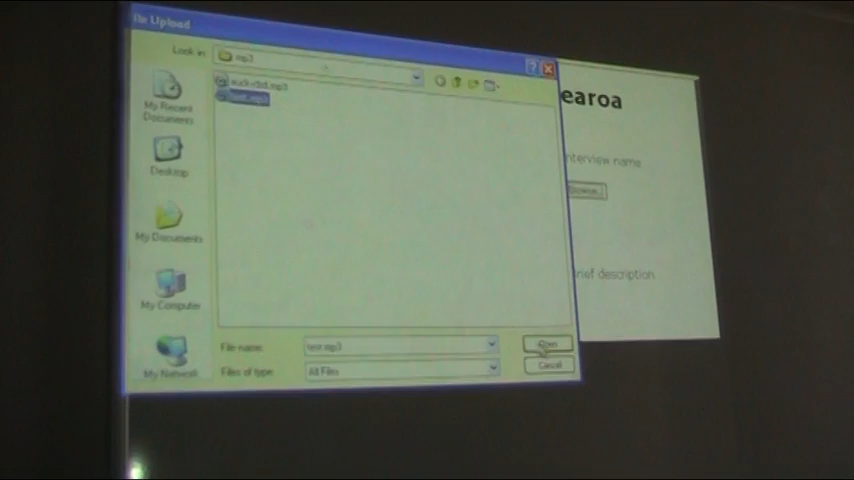 ile Upload
Look in:
mp3
test.mp3
My Recent
Documents
Desktop
My Documents
My Computer
My Network
File name:
test.mp3
Open
Files of type:
All Files
Cancel
earoa
nterview name
Browse...
rief description